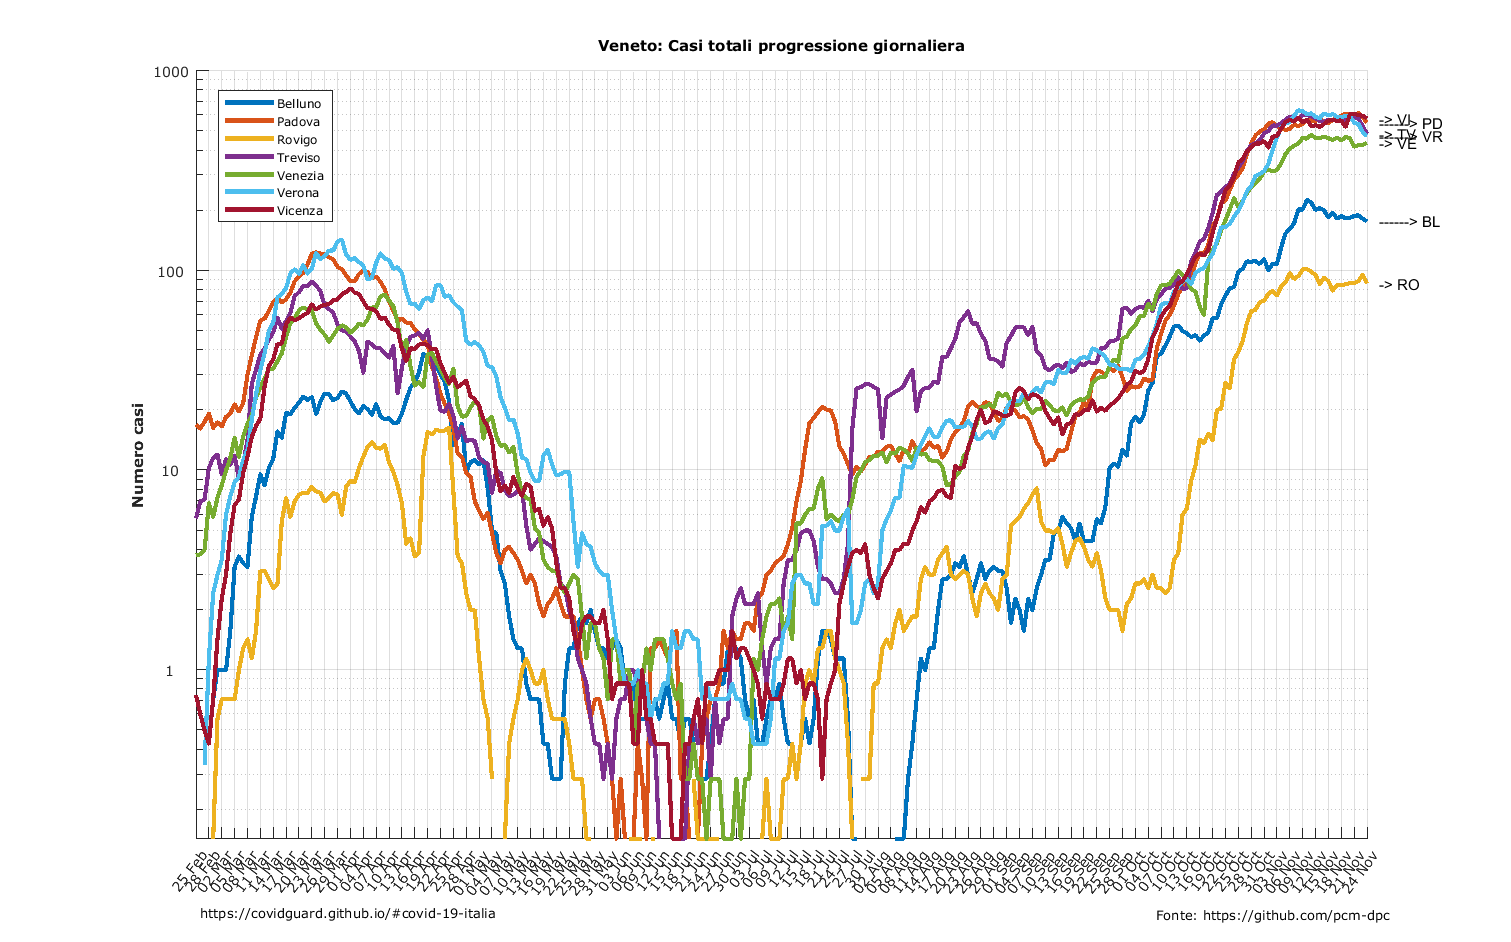 Veneto: Casi totali progressione giornaliera
1000
100
10
1
Numero casi
Belluno
Padova
Rovigo
Treviso
Venezia
Verona
Vicenza
-> VI
------> PD
-> TV
------> VR
-> VE
------> BL
-> RO
25 Feb
28 Feb
02 Mar
05 Mar
08 Mar
11 Mar
14 Mar
17 Mar
20 Mar
23 Mar
26 Mar
29 Mar
01 Apr
04 Apr
07 Apr
10 Apr
13 Apr
16 Apr
19 Apr
22 Apr
25 Apr
28 Apr
01 May
04 May
07 May
10 May
13 May
16 May
19 May
22 May
25 May
28 May
31 May
03 Jun
06 Jun
09 Jun
12 Jun
15 Jun
18 Jun
21 Jun
24 Jun
27 Jun
30 Jun
03 Jul
06 Jul
09 Jul
12 Jul
15 Jul
18 Jul
21 Jul
24 Jul
27 Jul
30 Jul
02 Aug
05 Aug
08 Aug
11 Aug
14 Aug
17 Aug
20 Aug
23 Aug
26 Aug
29 Aug
01 Sep
04 Sep
07 Sep
10 Sep
13 Sep
16 Sep
19 Sep
22 Sep
25 Sep
28 Sep
01 Oct
04 Oct
07 Oct
10 Oct
13 Oct
16 Oct
19 Oct
22 Oct
25 Oct
28 Oct
31 Oct
03 Nov
06 Nov
09 Nov
12 Nov
15 Nov
18 Nov
21 Nov
24 Nov
https://covidguard.github.io/#covid-19-italia
Fonte: https://github.com/pcm-dpc